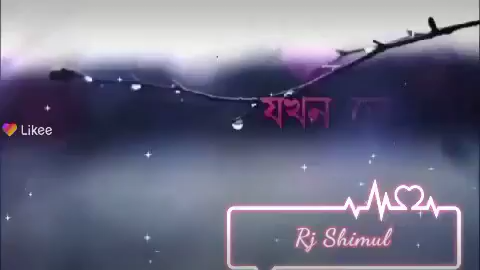 যখন
Likee
Rj Shimul